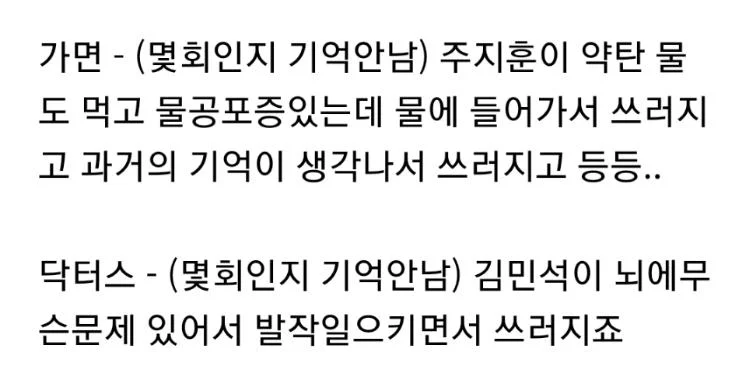 가면 - (몇회인지 기억안남) 주지훈이 약탄 물
도 먹고 물공포증있는데 물에 들어가서 쓰러지
고 과거의 기억이 생각나서 쓰러지고 등등..
닥터스 - (몇회인지 기억안남) 김민석이 뇌에무
슨문제 있어서 발작일으키면서 쓰러지죠